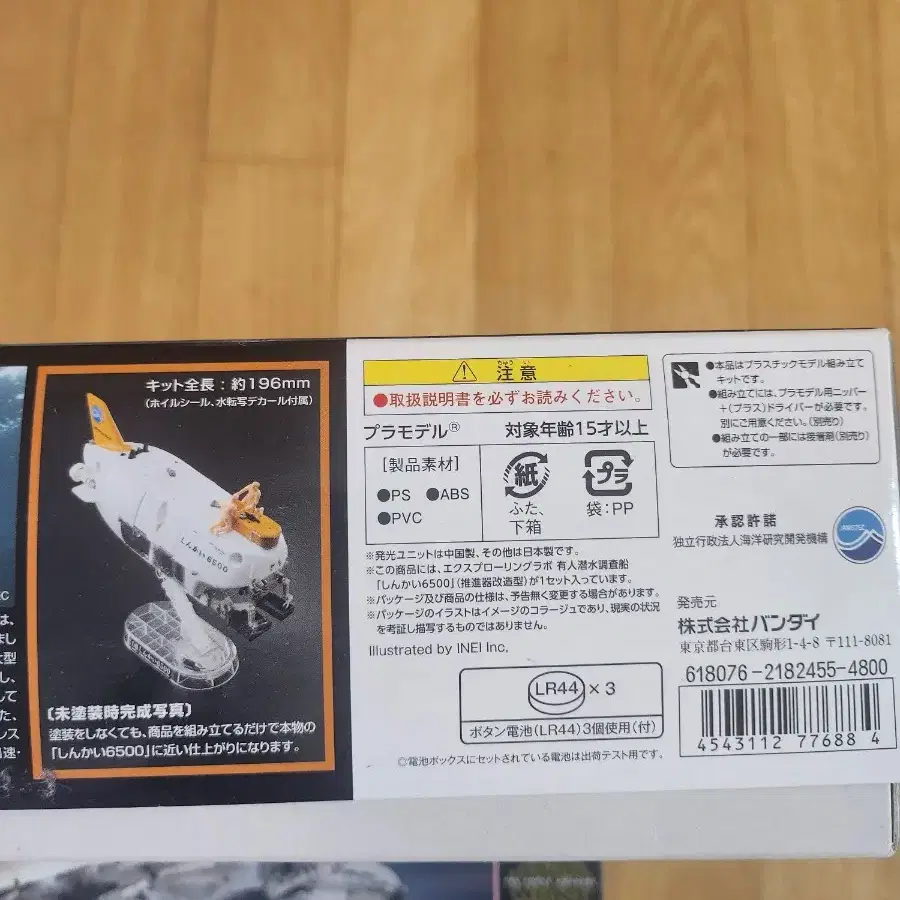 キット全長：約196mm
(ホイルシール、水転写デカール付属)
しんかい6500
しんかい6500
[未塗装時完成写真]
塗装をしなくても、商品を組み立てるだけで本物の
「しんかい6500」に近い仕上がりになります。
注意
ちゅう い
●取扱説明書を必ずお読みください。
プラモデル® 対象年齢15才以上
[製品素材]
●PS ●ABS
●PVC
紙
ふた、
下箱
プラ
袋：PP
※発光ユニットは中国製、その他は日本製です。
※この商品には、エクスプローリングラボ 有人潜水調査船
「しんかい6500」(推進器改造型)が1セット入っています。
※パッケージ及び商品の仕様は、予告無く変更する場合があります。
※パッケージのイラストはイメージのコラージュであり、現実の状況
を考証し描写するものではありません。
Illustrated by INEI Inc.
LR44 ×3
ボタン電池(LR44)3個使用(付)
◎電池ボックスにセットされている電池は出荷テスト用です。
●本品はプラスチックモデル組み立て
キットです。
●組み立てには、プラモデル用ニッパー
+(プラス)ドライバーが必要です。
別にご用意ください。(別売り)
●組み立ての一部には接着剤(別売り)
が必要です。
承認許諾
独立行政法人海洋研究開発機構
JAMSTEC
発売元
株式会社バンダイ
東京都台東区駒形1-4-8 〒111-8081
618076-2182455-4800
4543112 776884